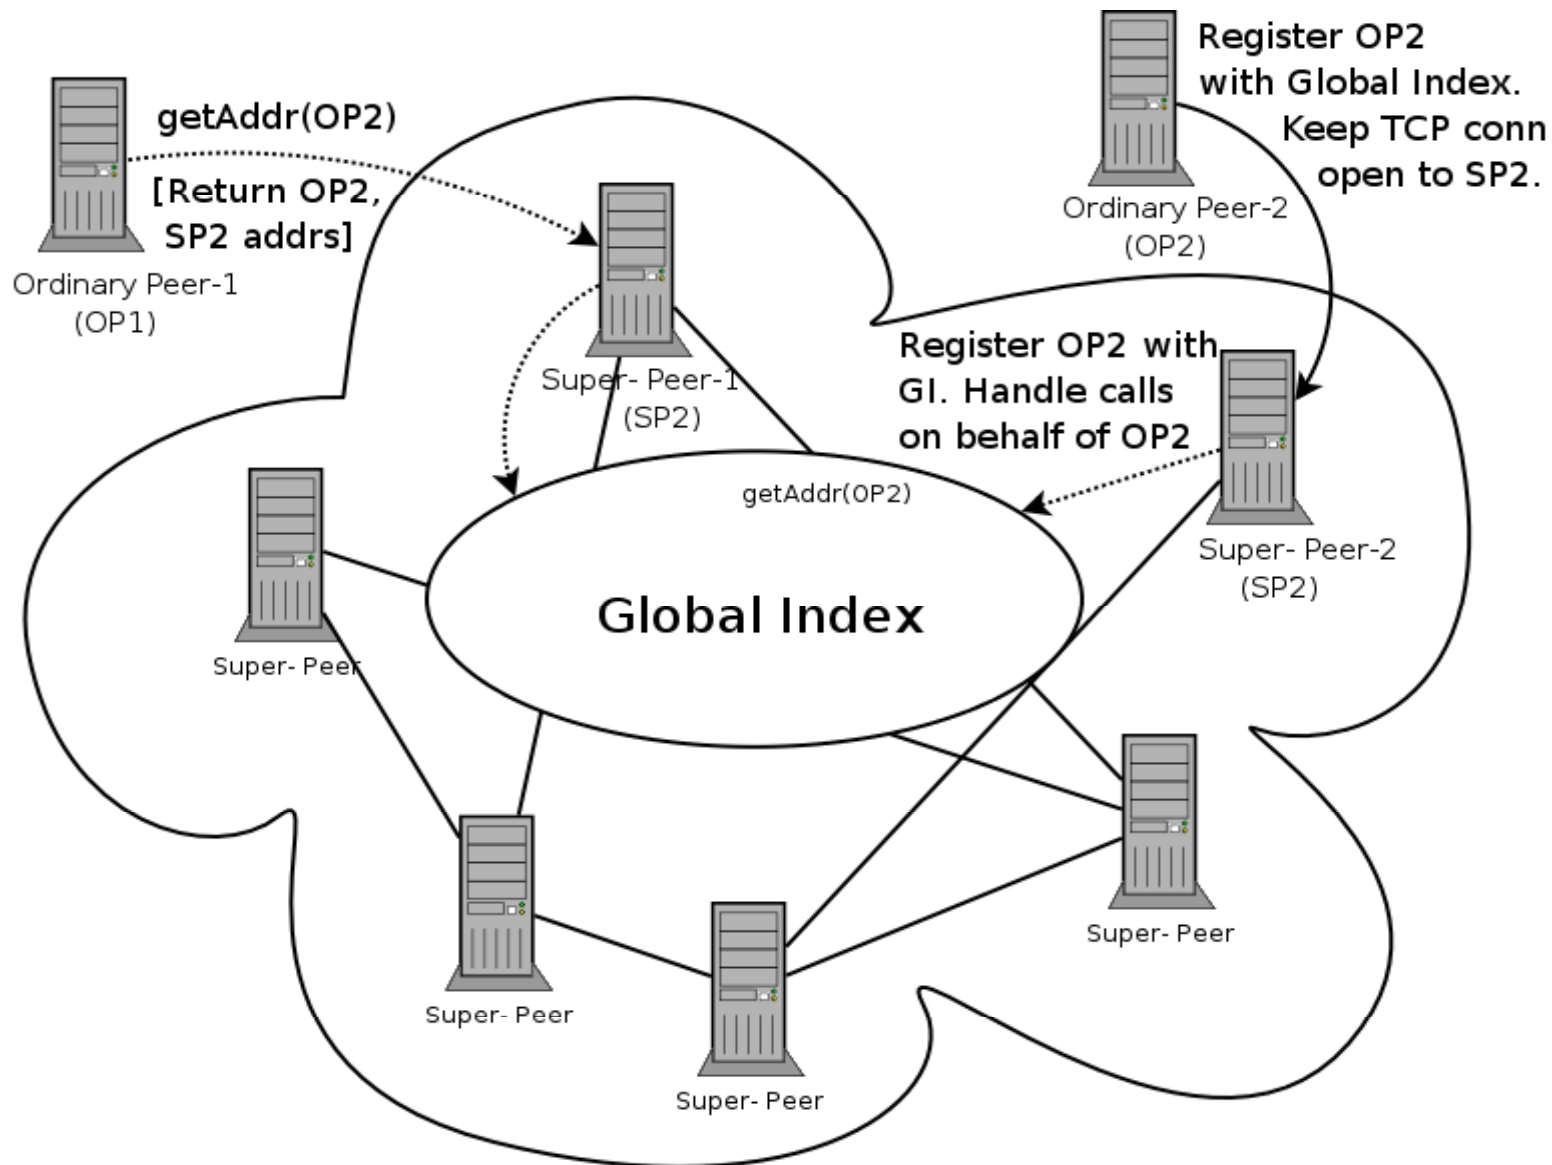 getAddr(OP2)
[Return OP2,
SP2 addrs]
Ordinary Peer-1
(OP1)
Register OP2
with Global Index.
Keep TCP conn
open to SP2.
Ordinary Peer-2
(OP2)
Super- Peer-1
(SP2)
Register OP2 with
GI. Handle calls
on behalf of OP2
Super- Peer-2
(SP2)
getAddr(OP2)
Global Index
Super- Peer
Super- Peer
Super- Peer
Super- Peer